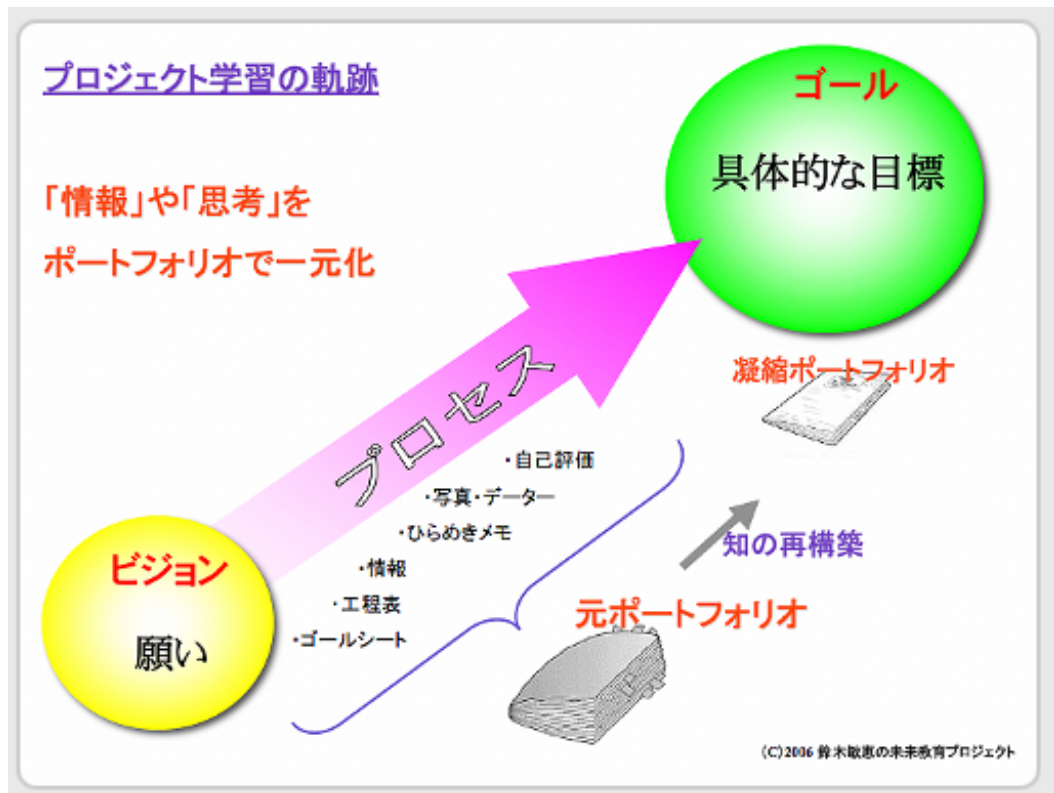 プロジェクト学習の軌跡
「情報」や「思考」を
ポートフォリオで一元化
ゴール
具体的な目標
プロセス
ビジョン
願い
・自己評価
・写真・データー
・ひらめきメモ
・情報
・工程表
・ゴールシート
凝縮ポートフォリオ
知の再構築
元ポートフォリオ
(C)2006 鈴木敏恵の未来教育プロジェクト